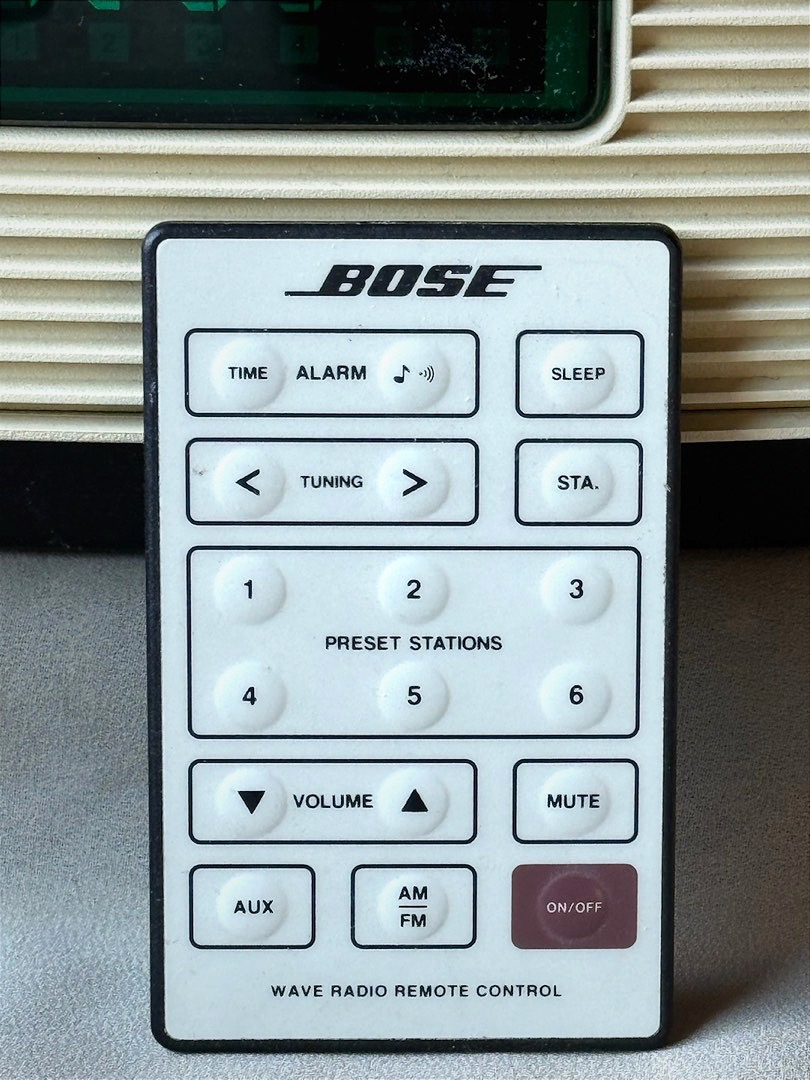 BOSE
TIME ALARM SLEEP
< TUNING > STA.
1 2 3
PRESET STATIONS
4 5 6
▼ VOLUME ▲ MUTE
AUX AM FM ON/OFF
WAVE RADIO REMOTE CONTROL